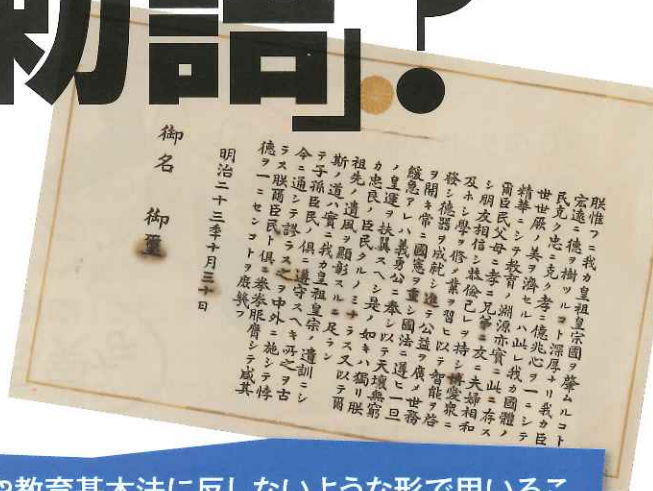 勅語」?
朕惟フニ我カ皇祖皇宗國ヲ肇ムルコト
宏遠ニ德ヲ樹ツルコト深厚ナリ我カ臣
民克ク忠ニ克ク孝ニ億兆心ヲ一ニシテ
世世厥ノ美ヲ濟セルハ此レ我カ國體ノ
精華ニシテ教育ノ淵源亦實ニ此ニ存ス
爾臣民父母ニ孝ニ兄弟ニ友ニ夫婦相和
シ朋友相信シ恭儉己レヲ持シ博愛衆ニ
及ホシ學ヲ修メ業ヲ習ヒ以テ智能ヲ啓
發シ德器ヲ成就シ進テ公益ヲ廣メ世務
ヲ開キ常ニ國憲ヲ重シ國法ニ遵ヒ一旦
緩急アレハ義勇公ニ奉シ以テ天壤無窮
ノ皇運ヲ扶翼スヘシ是ノ如キハ獨リ朕
カ忠良ノ臣民タルノミナラス又以テ爾
祖先ノ遺風ヲ顯彰スルニ足ラン
斯ノ道ハ實ニ我カ皇祖皇宗ノ遺訓ニシ
テ子孫臣民ノ俱ニ遵守スヘキ所之ヲ古
今ニ通シテ謬ラス之ヲ中外ニ施シテ悖
ラス朕爾臣民ト俱ニ拳拳服膺シテ咸其
德ヲ一ニセンコトヲ庶幾フ
明治二十三年十月三十日
御名 御璽
教育基本法に反しないような形で用いるこ